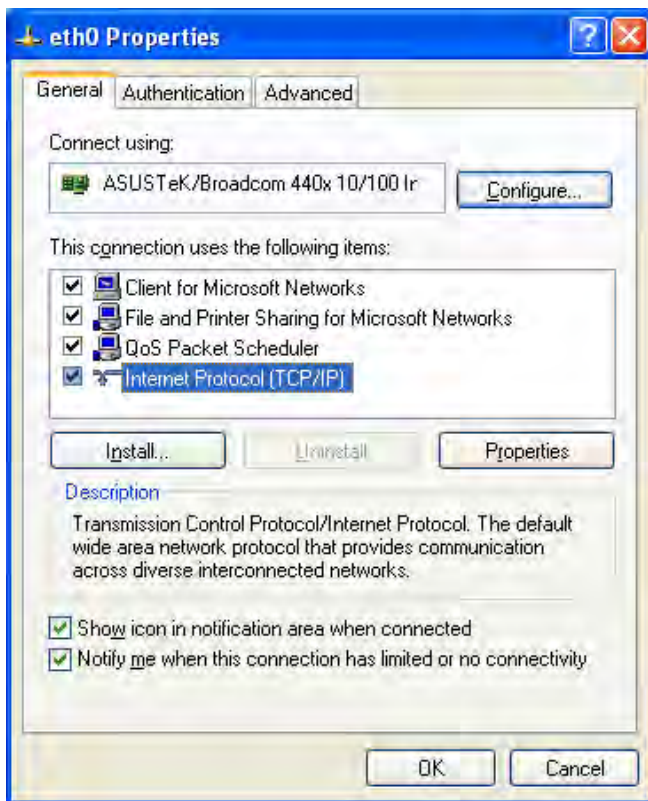 eth0 Properties
General Authentication Advanced
Connect using:
ASUSTeK/Broadcom 440x 10/100 Ir
Configure...
This connection uses the following items:
Client for Microsoft Networks
File and Printer Sharing for Microsoft Networks
QoS Packet Scheduler
Internet Protocol (TCP/IP)
Install... Uninstall Properties
Description
Transmission Control Protocol/Internet Protocol. The default
wide area network protocol that provides communication
across diverse interconnected networks.
Show icon in notification area when connected
Notify me when this connection has limited or no connectivity
OK Cancel